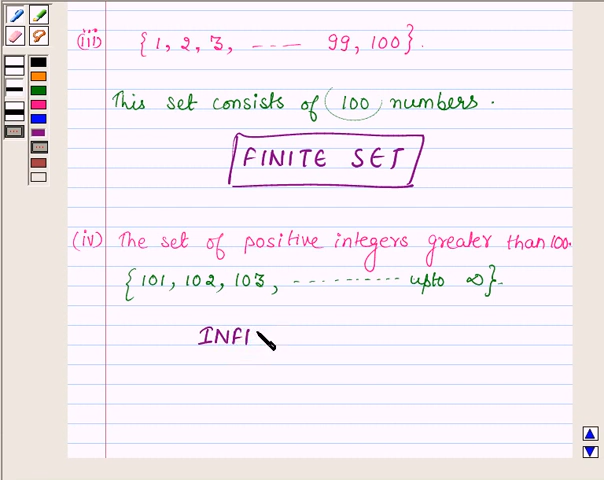 (iii) {1, 2, 3, ---- 99, 100}.
This set consists of 100 numbers.
FINITE SET
(iv) The set of positive integers greater than 100.
{101, 102, 103, ---------- upto ∞}.
INFI